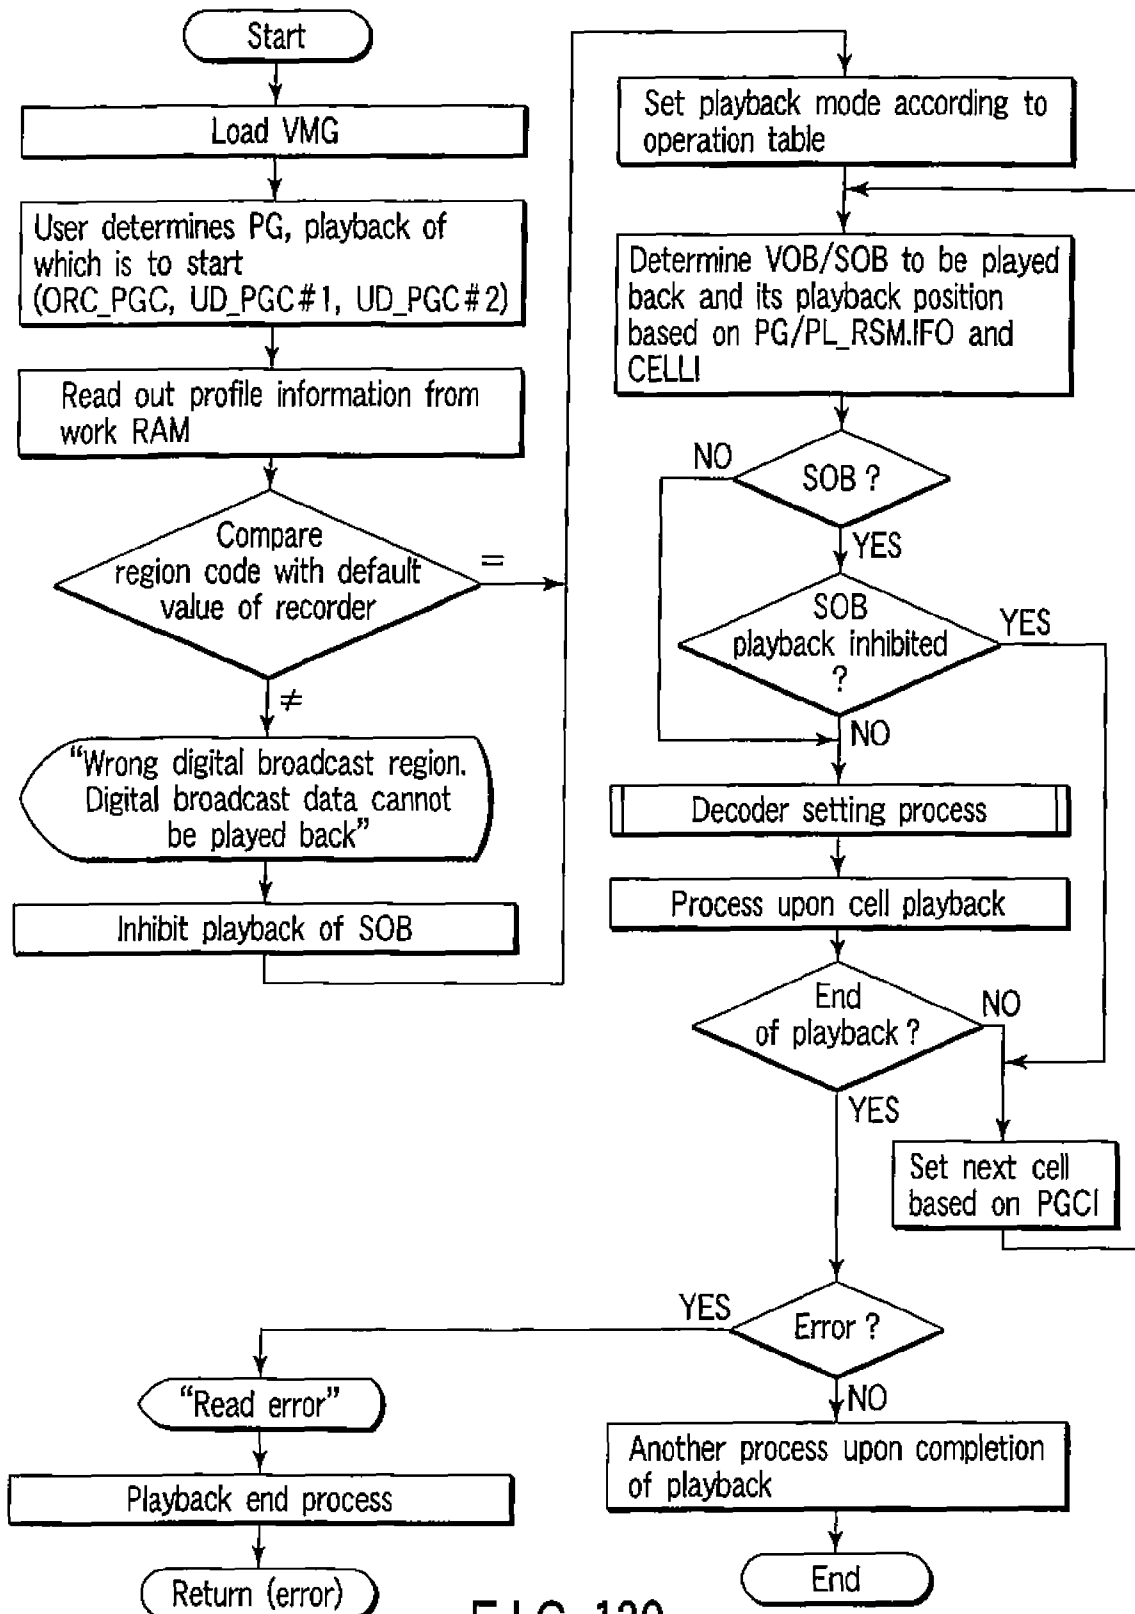 Start
Load VMG
User determines PG, playback of
which is to start
(ORC_PGC, UD_PGC#1, UD_PGC#2)
Read out profile information from
work RAM
Compare
region code with default
value of recorder
=
≠
“Wrong digital broadcast region.
Digital broadcast data cannot
be played back”
Inhibit playback of SOB
Set playback mode according to
operation table
Determine VOB/SOB to be played
back and its playback position
based on PG/PL_RSM.IFO and
CELLI
SOB ?
NO
YES
SOB
playback inhibited
?
YES
NO
Decoder setting process
Process upon cell playback
End
of playback ?
NO
YES
Set next cell
based on PGCI
Error ?
YES
NO
“Read error”
Playback end process
Return (error)
Another process upon completion
of playback
End